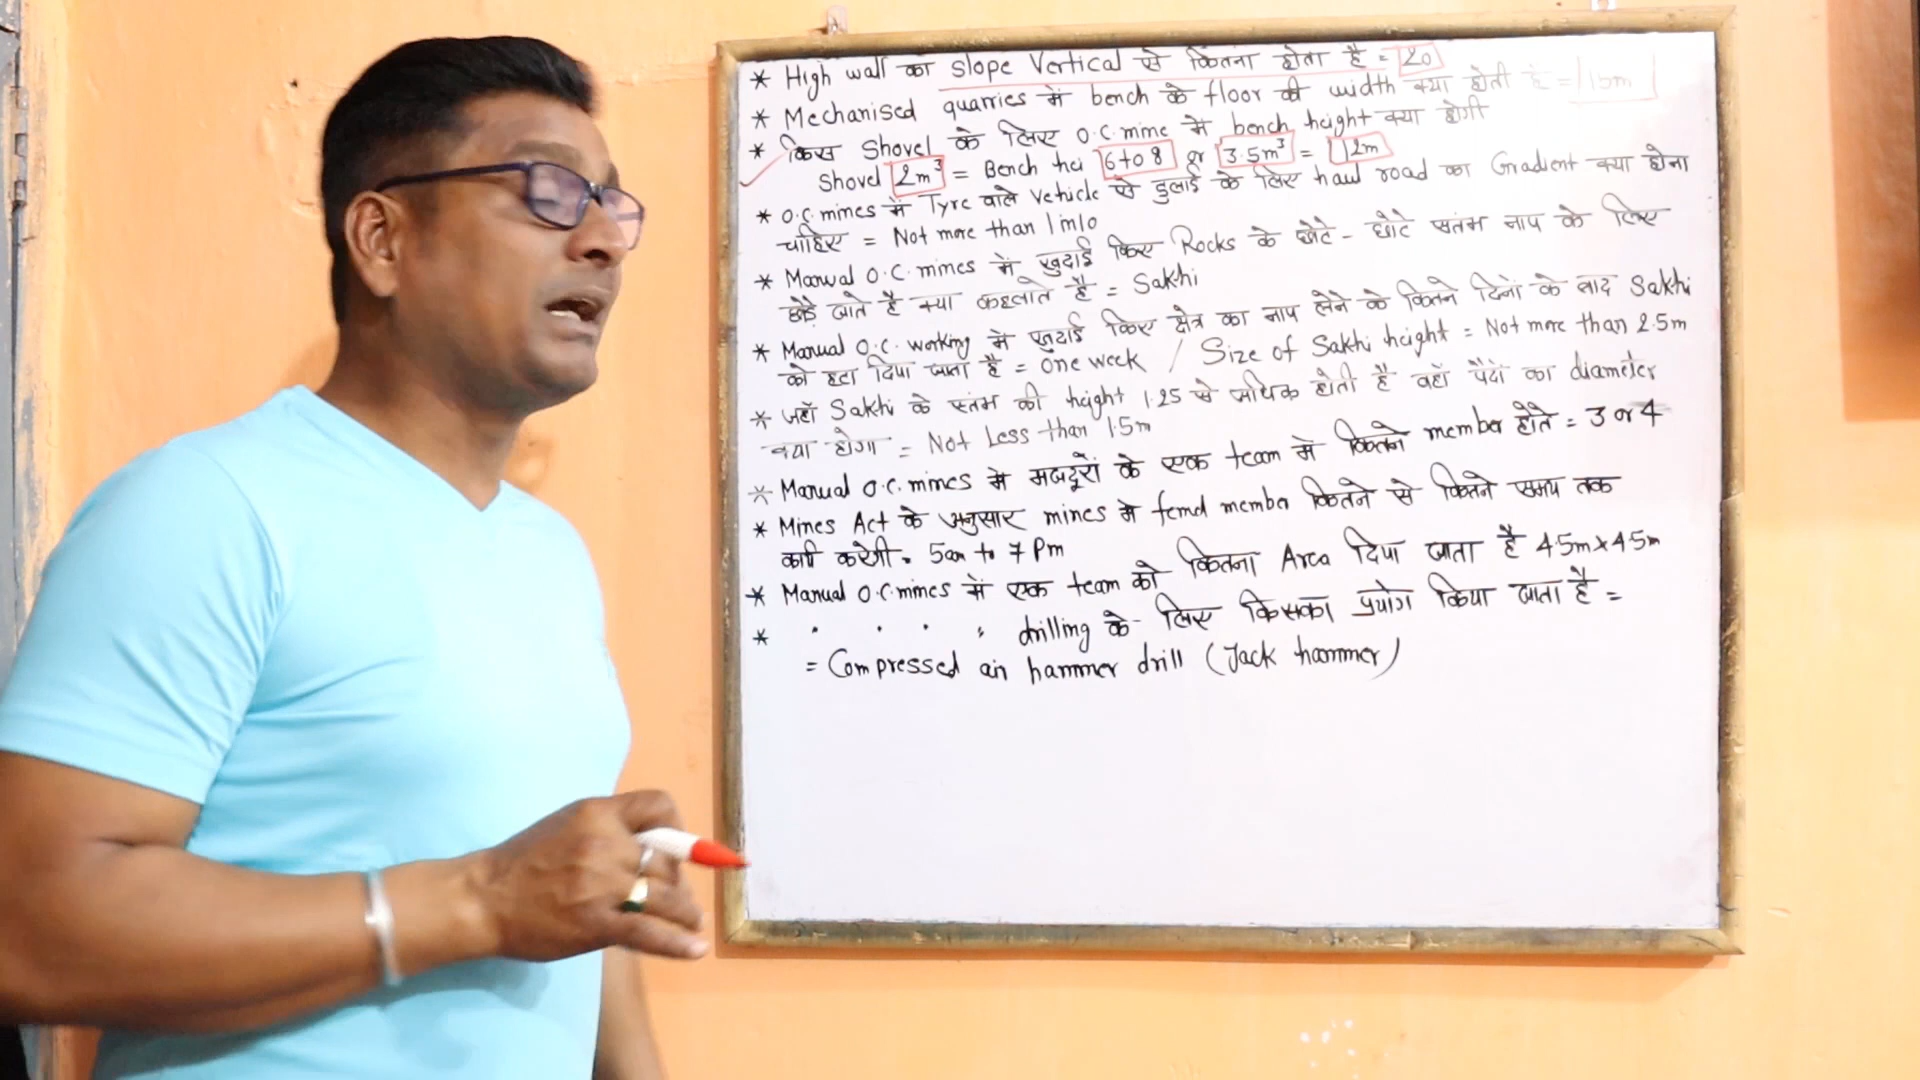 * High wall का slope Vertical से कितना होता है = 20
* Mechanised quarries में bench के floor की width क्या होती है = 15m
* किस Shovel के लिए O.C. mine में bench height क्या होगी
Shovel 2m³ = Bench hei 6 to 8 or 3.5m³ = 12m
* O.C. mines में Tyre वाले Vehicle से ढुलाई के लिए haul road का Gradient क्या होना
चाहिए = Not more than 1 in 10
* Manual O.C. mines में खुदाई किए Rocks के छोटे - छोटे स्तंभ नाप के लिए
छोड़े जाते है क्या कहलाते है = Sakhi
* Manual O.C. working में खुदाई किए क्षेत्र का नाप लेने के कितने दिनों के बाद Sakhi
को हटा दिया जाता है = one week / Size of Sakhi height = Not more than 2.5m
* जहाँ Sakhi के स्तंभ की height 1.25 से अधिक होती है वहाँ पैंदों का diameter
क्या होगा = Not Less than 1.5m
* Manual O.C. mines में मजदूरों के एक team में कितने member होते = 3 or 4
* Mines Act के अनुसार mines में femal member कितने से कितने समय तक
कार्य करेगी = 5am to 7 Pm
* Manual O.C. mines में एक team को कितना Area दिया जाता है 4.5m x 4.5m
* " " " " drilling के लिए किसका प्रयोग किया जाता है =
= Compressed air hammer drill (Jack hammer)